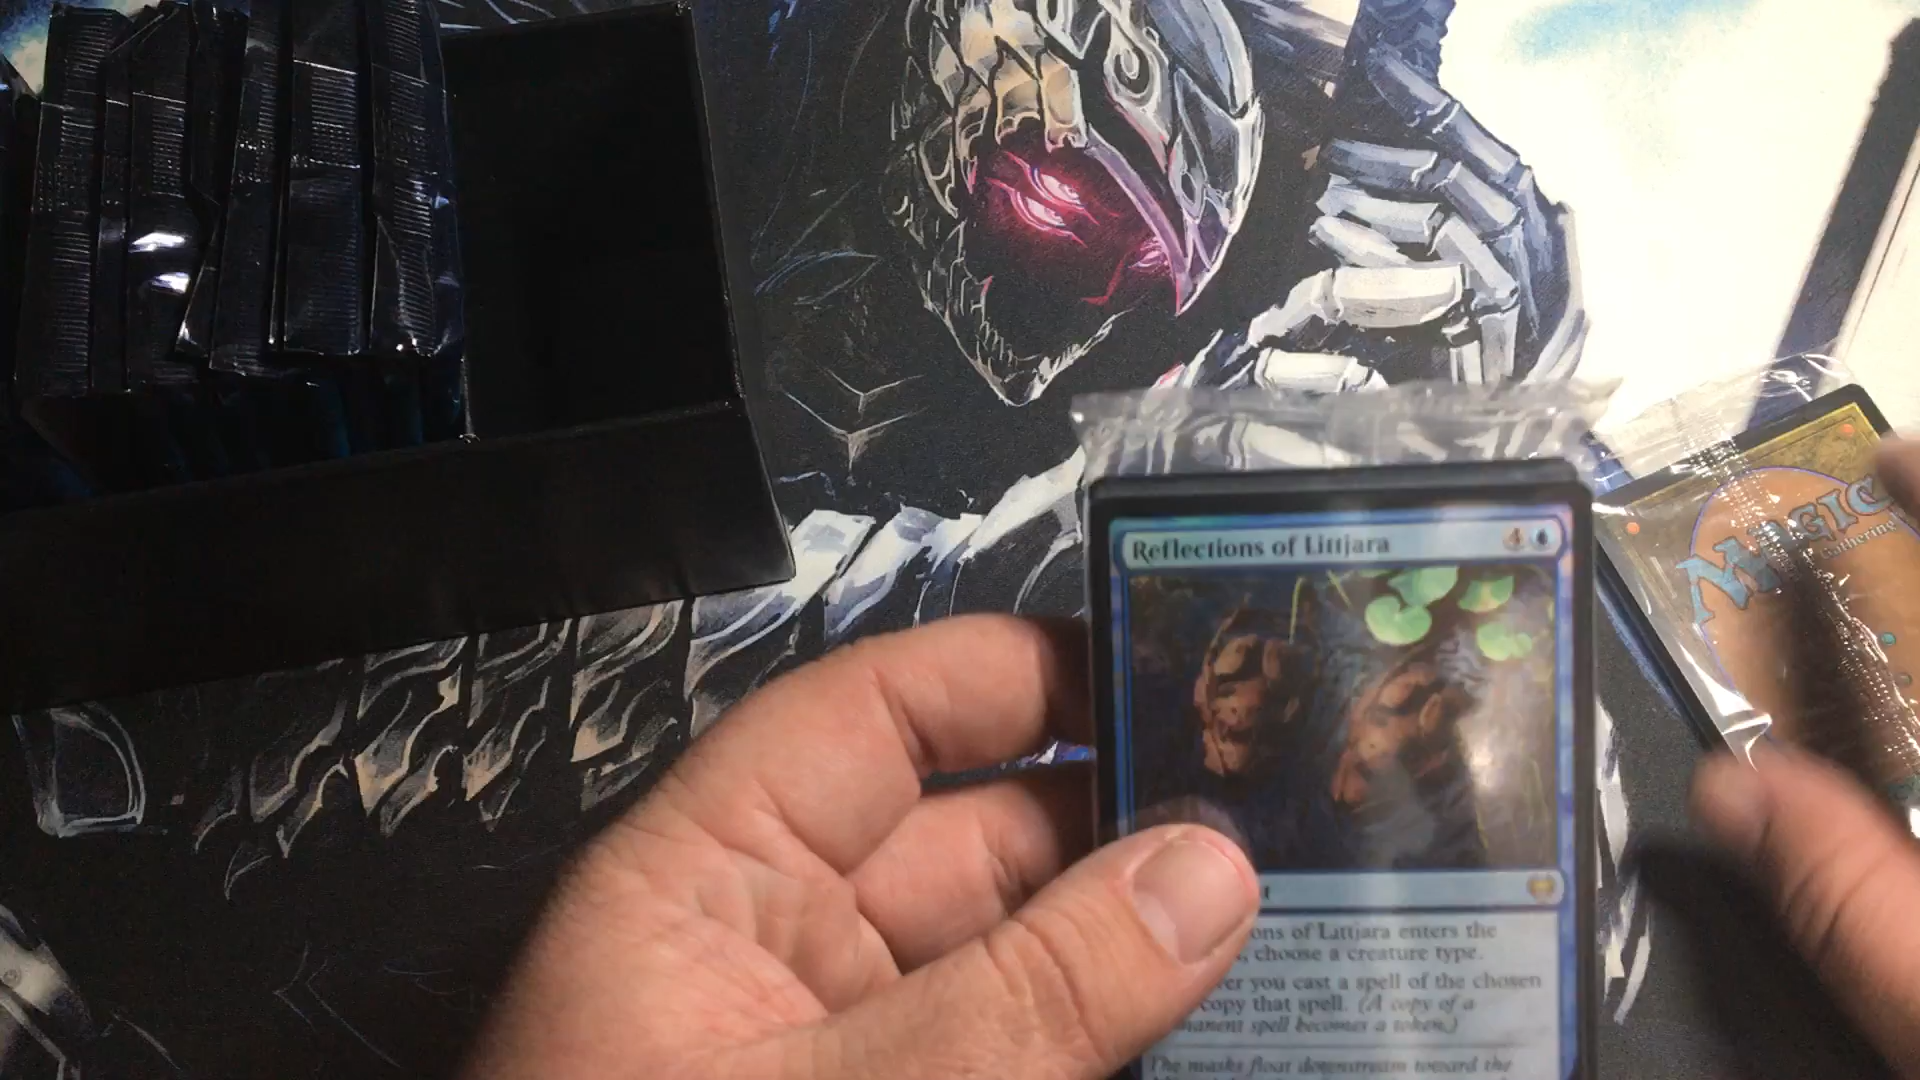 Reflections of Littjara 4
MAGIC
Gathering
t
ons of Littjara enters the
, choose a creature type.
ver you cast a spell of the chosen
copy that spell. (A copy of a
manent spell becomes a token.)
The masks float downstream toward the